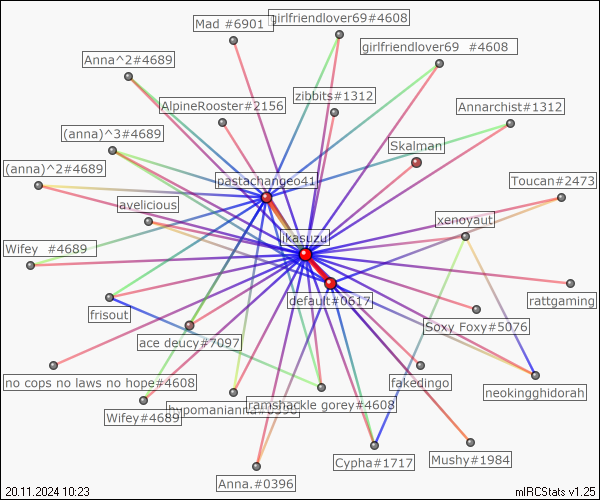 girlfriendlover69#4608
Mad #6901
girlfriendlover69  #4608
Anna^2#4689
zibbits#1312
AlpineRooster#2156
Annarchist#1312
(anna)^3#4689
Skalman
(anna)^2#4689
pastachangeo41
Toucan#2473
avelicious
xenoyaut
ikasuzu
Wifey  #4689
default#0617
rattgaming
frisout
Soxy Foxy#5076
ace deucy#7097
no cops no laws no hope#4608
fakedingo
neokingghidorah
ramshackle gorey#4608
Wifey#4689
Cypha#1717
Mushy#1984
Anna.#0396
20.11.2024 10:23
mIRCStats v1.25